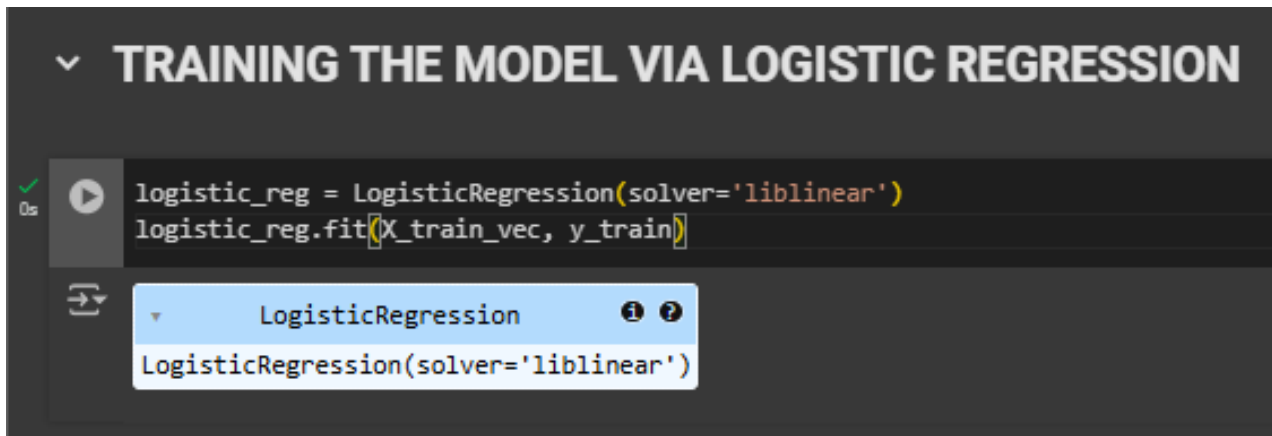 TRAINING THE MODEL VIA LOGISTIC REGRESSION
logistic_reg = LogisticRegression(solver='liblinear')
0s
logistic_reg.fit(X_train_vec, y_train)
LogisticRegression i ?
LogisticRegression(solver='liblinear')